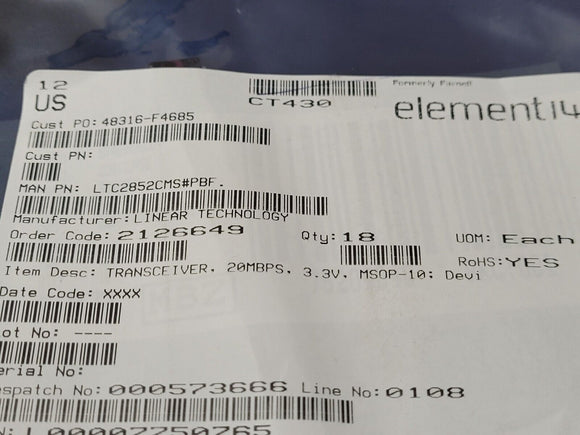 12
US
CT430
Formerly Farnell
element14
Cust PO: 48316-F4685
Cust PN:
MAN PN: LTC2852CMS#PBF.
Manufacturer: LINEAR TECHNOLOGY
Order Code: 2126649 Qty: 18 UOM: Each
RoHS: YES
Item Desc: TRANSCEIVER, 20MBPS, 3.3V, MSOP-10; Devi
Date Code: XXXX
ot No: ----
erial No:
espatch No: 000573666 Line No: 0108
N: L00007750765